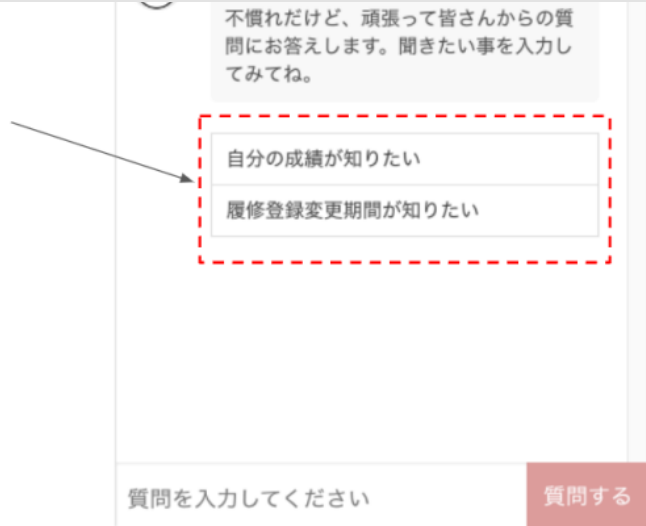 不慣れだけど、頑張って皆さんからの質
問にお答えします。聞きたい事を入力し
てみてね。
自分の成績が知りたい
履修登録変更期間が知りたい
質問を入力してください
質問する